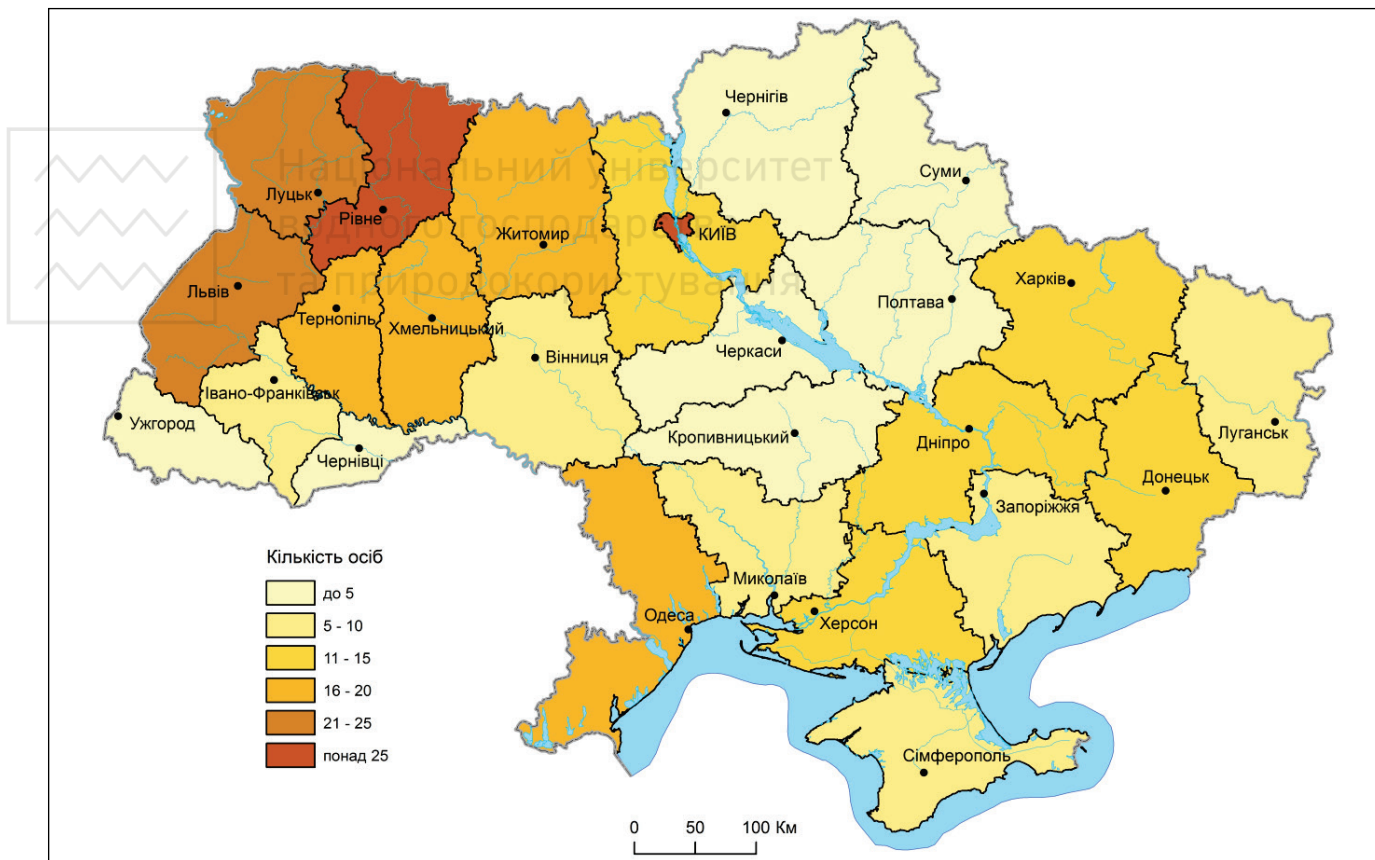 Чернігів
Суми
Національний університет
водного господарства
та природокористування
Луцьк
Рівне
Житомир
КИЇВ
Львів
Тернопіль
Хмельницький
Полтава
Харків
Черкаси
Вінниця
Івано-Франківськ
Ужгород
Чернівці
Кропивницький
Дніпро
Луганськ
Донецьк
Запоріжжя
Миколаїв
Херсон
Одеса
Сімферополь
Кількість осіб
до 5
5 - 10
11 - 15
16 - 20
21 - 25
понад 25
0 50 100 Км